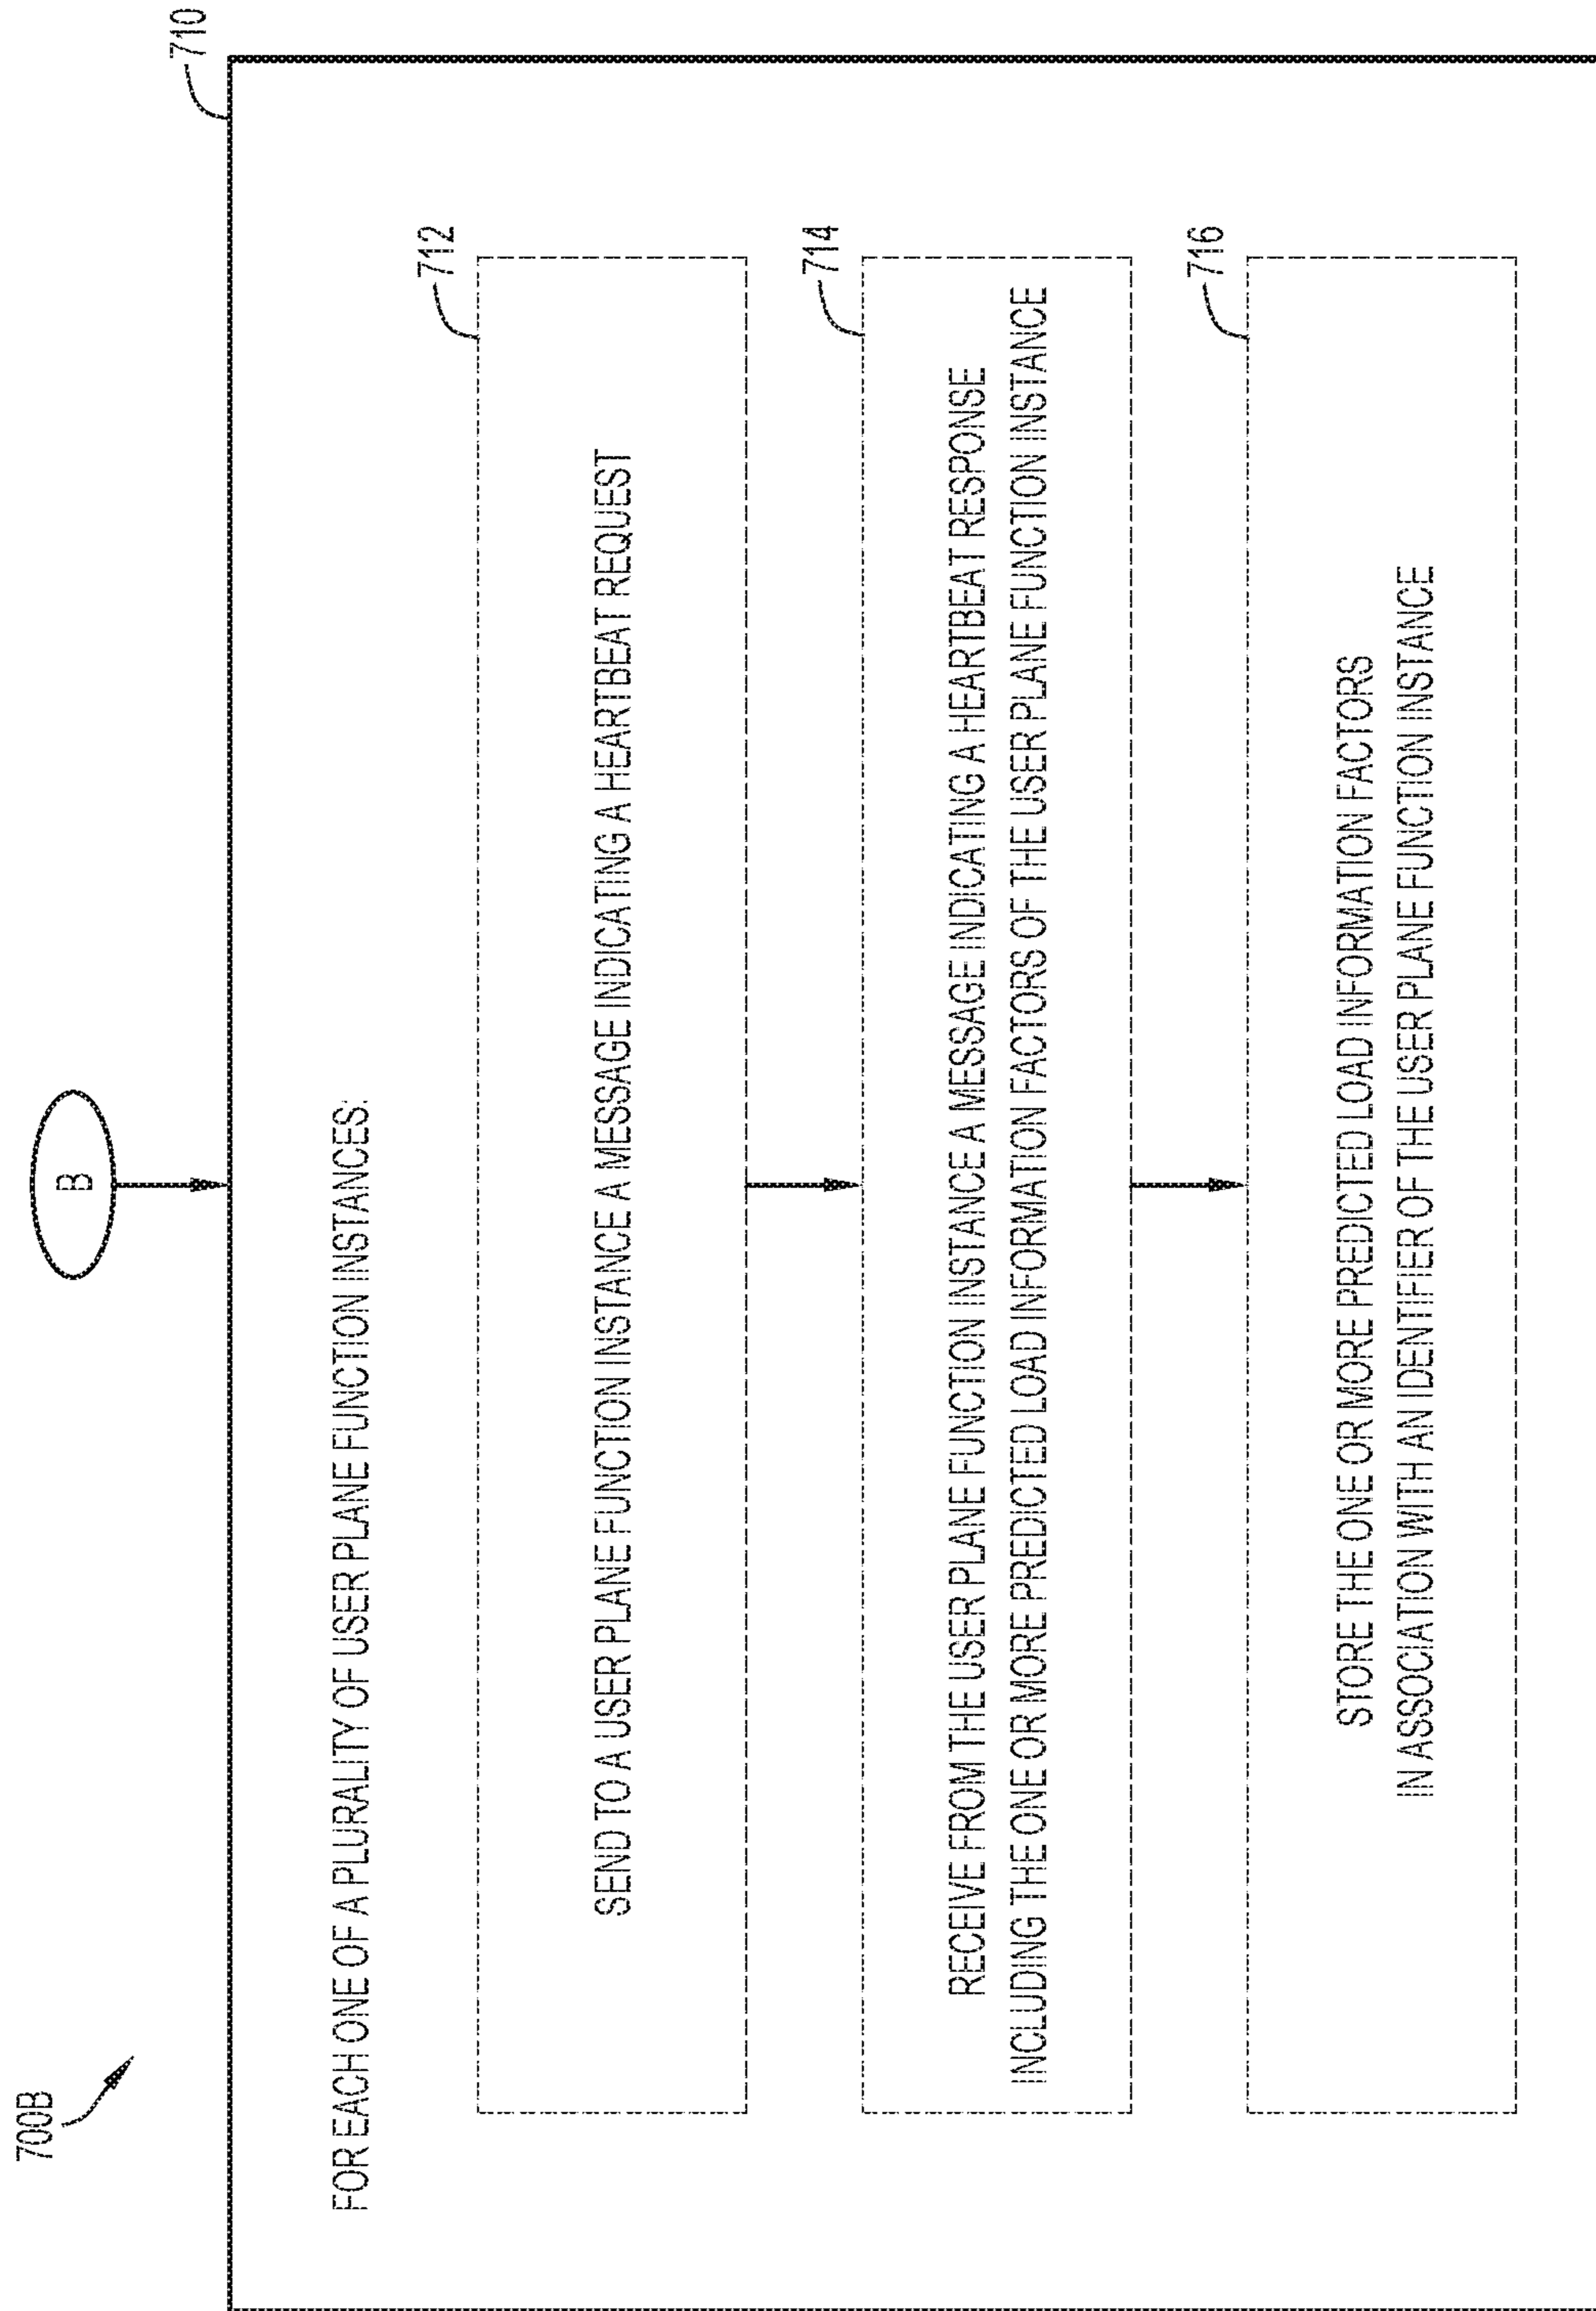 700B
B
710
FOR EACH ONE OF A PLURALITY OF USER PLANE FUNCTION INSTANCES:
712
SEND TO A USER PLANE FUNCTION INSTANCE A MESSAGE INDICATING A HEARTBEAT REQUEST
714
RECEIVE FROM THE USER PLANE FUNCTION INSTANCE A MESSAGE INDICATING A HEARTBEAT RESPONSE
INCLUDING THE ONE OR MORE PREDICTED LOAD INFORMATION FACTORS OF THE USER PLANE FUNCTION INSTANCE
716
STORE THE ONE OR MORE PREDICTED LOAD INFORMATION FACTORS
IN ASSOCIATION WITH AN IDENTIFIER OF THE USER PLANE FUNCTION INSTANCE